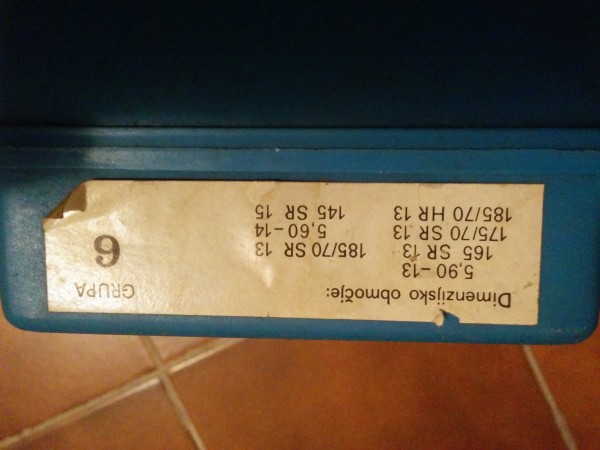 Dimenzijsko območje: GRUPA
5,90-13
165 SR 13 185/70 SR 13 6
175/70 SR 13 5,60-14
185/70 HR 13 145 SR 15